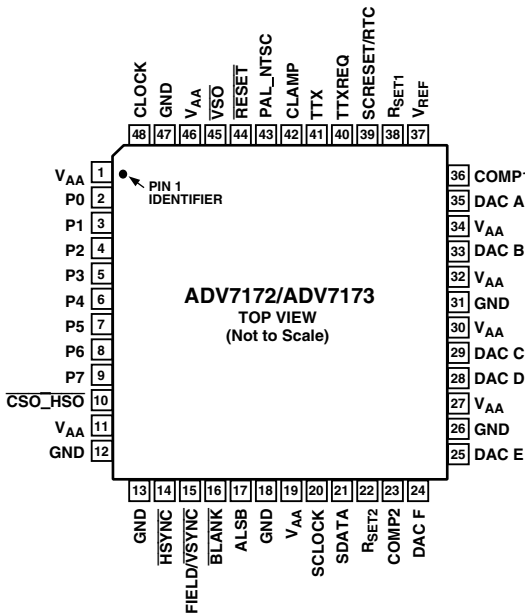 CLOCK
GND
VAA
VSO
RESET
PAL_NTSC
CLAMP
TTX
TTXREQ
SCRESET/RTC
RSET1
VREF
48 47 46 45 44 43 42 41 40 39 38 37
VAA 1
P0 2
P1 3
P2 4
P3 5
P4 6
P5 7
P6 8
P7 9
CSO_HSO 10
VAA 11
GND 12
PIN 1
IDENTIFIER
ADV7172/ADV7173
TOP VIEW
(Not to Scale)
36 COMP1
35 DAC A
34 VAA
33 DAC B
32 VAA
31 GND
30 VAA
29 DAC C
28 DAC D
27 VAA
26 GND
25 DAC E
13 14 15 16 17 18 19 20 21 22 23 24
GND
HSYNC
FIELD/VSYNC
BLANK
ALSB
GND
VAA
SCLOCK
SDATA
RSET2
COMP2
DAC F